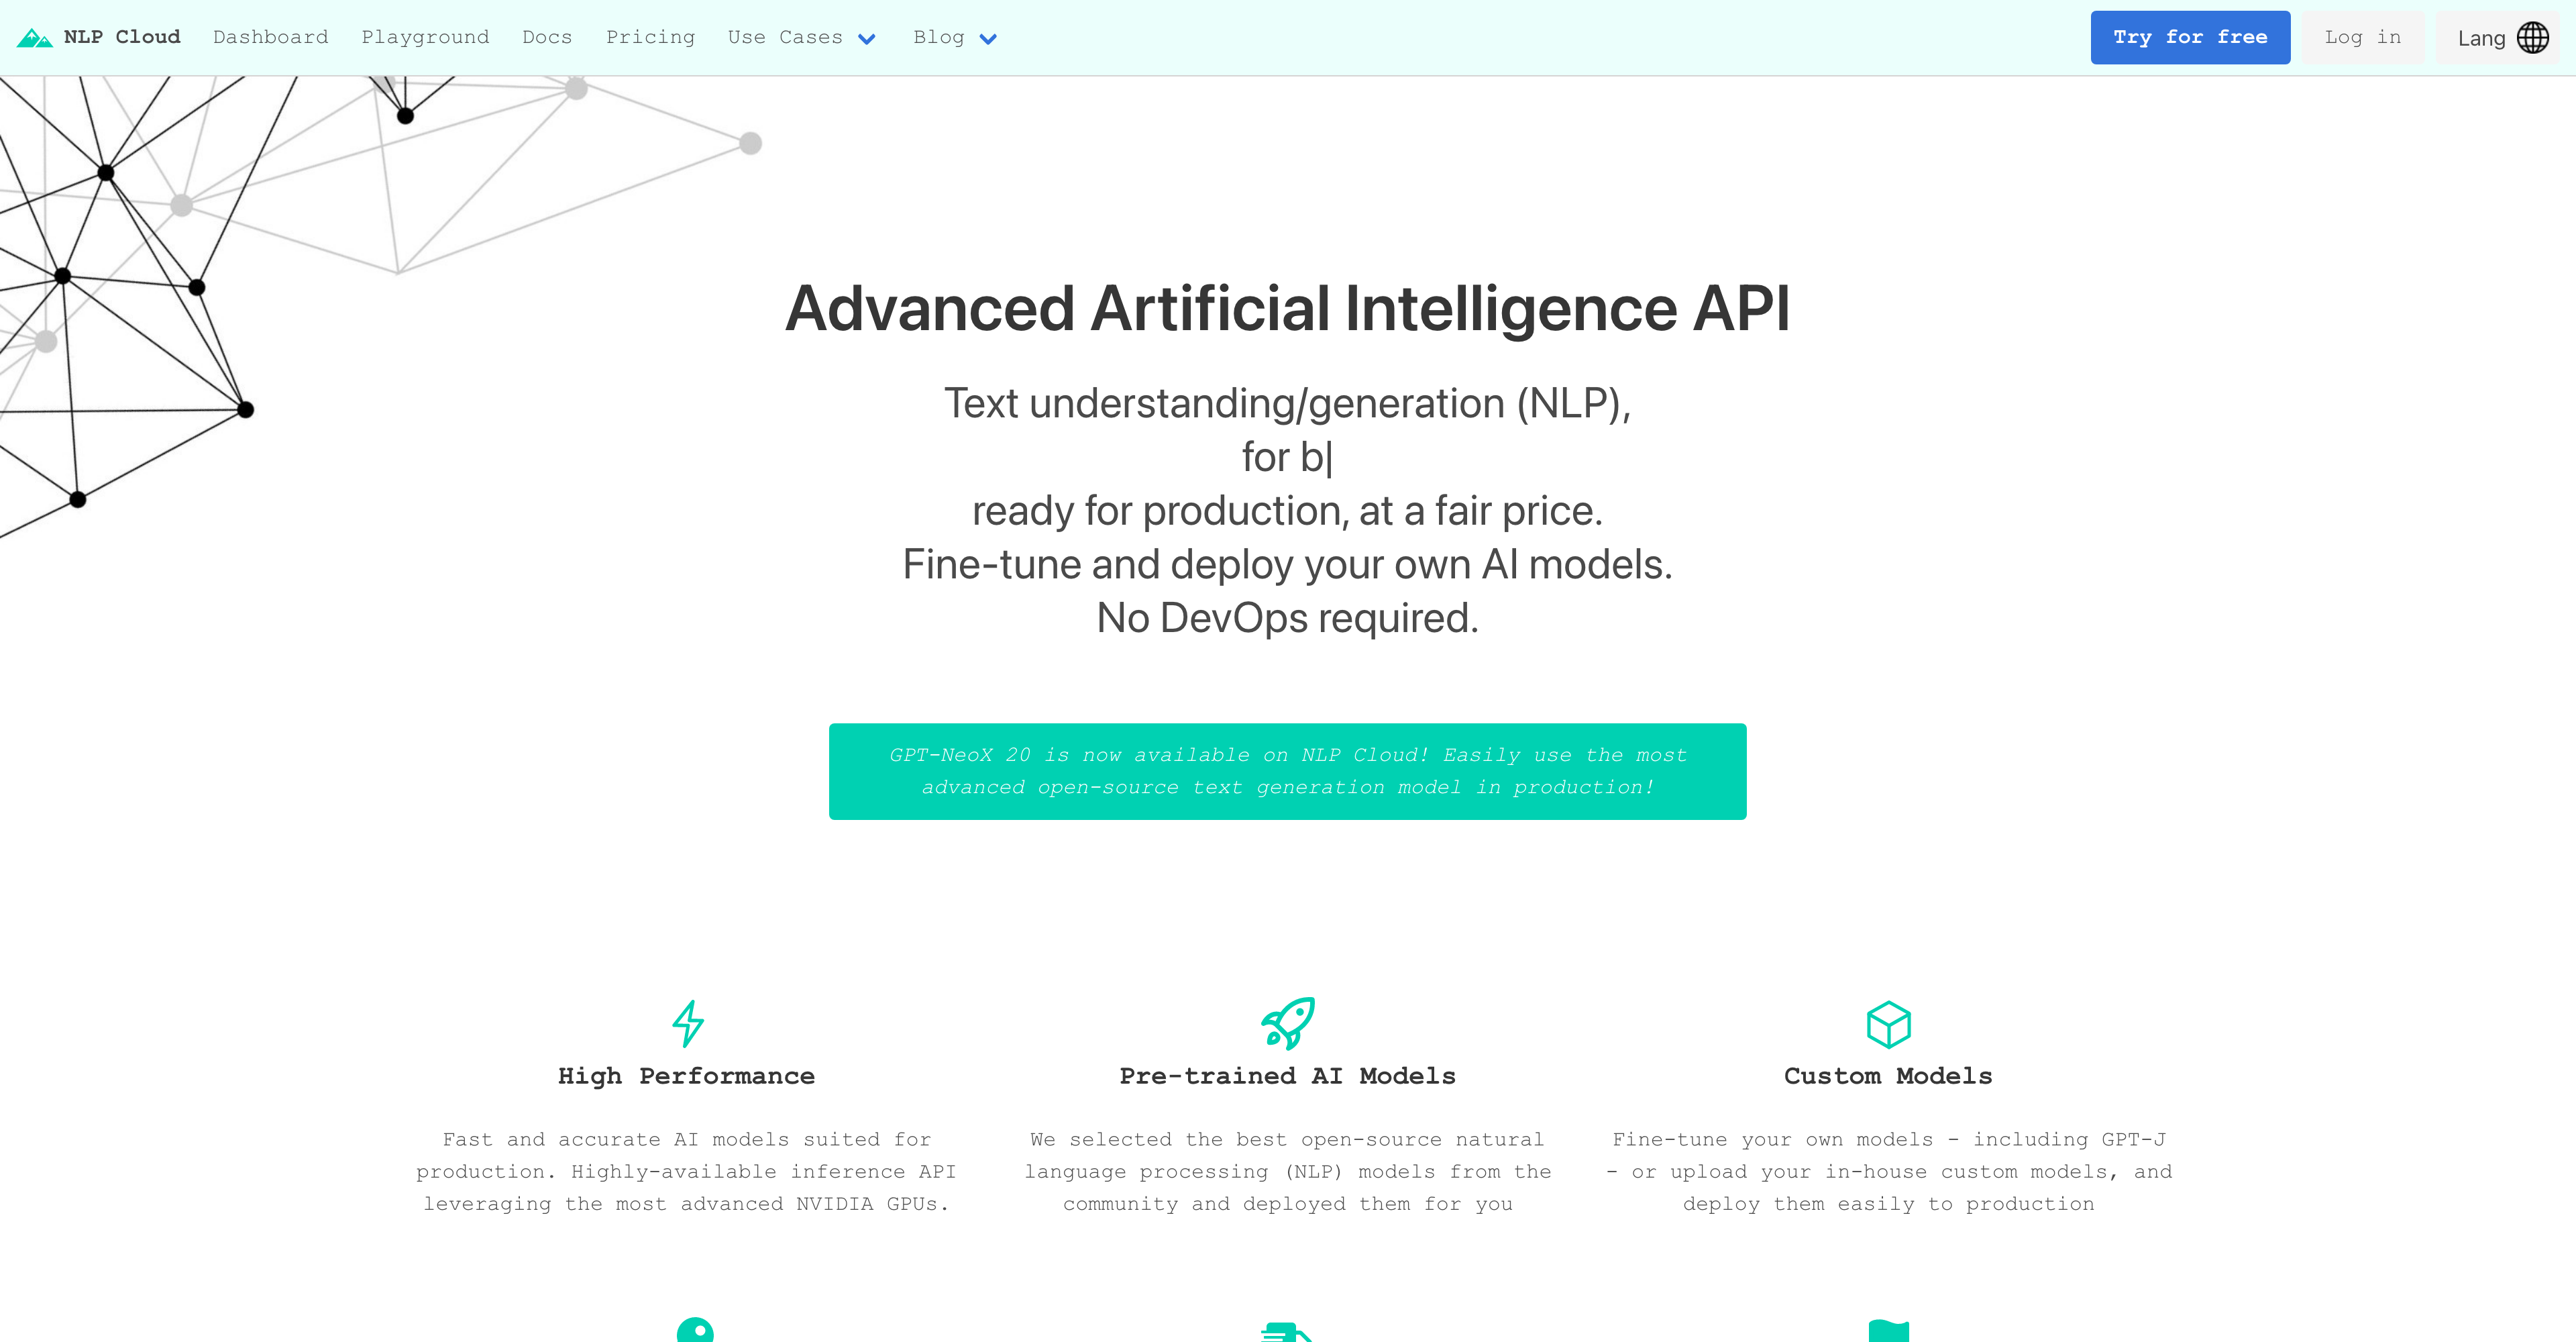 NLP Cloud Dashboard Playground Docs Pricing Use Cases Blog Try for free Log in Lang
Advanced Artificial Intelligence API
Text understanding/generation (NLP),
for b|
ready for production, at a fair price.
Fine-tune and deploy your own AI models.
No DevOps required.
GPT-NeoX 20 is now available on NLP Cloud! Easily use the most
advanced open-source text generation model in production!
High Performance
Fast and accurate AI models suited for
production. Highly-available inference API
leveraging the most advanced NVIDIA GPUs.
Pre-trained AI Models
We selected the best open-source natural
language processing (NLP) models from the
community and deployed them for you
Custom Models
Fine-tune your own models - including GPT-J
- or upload your in-house custom models, and
deploy them easily to production